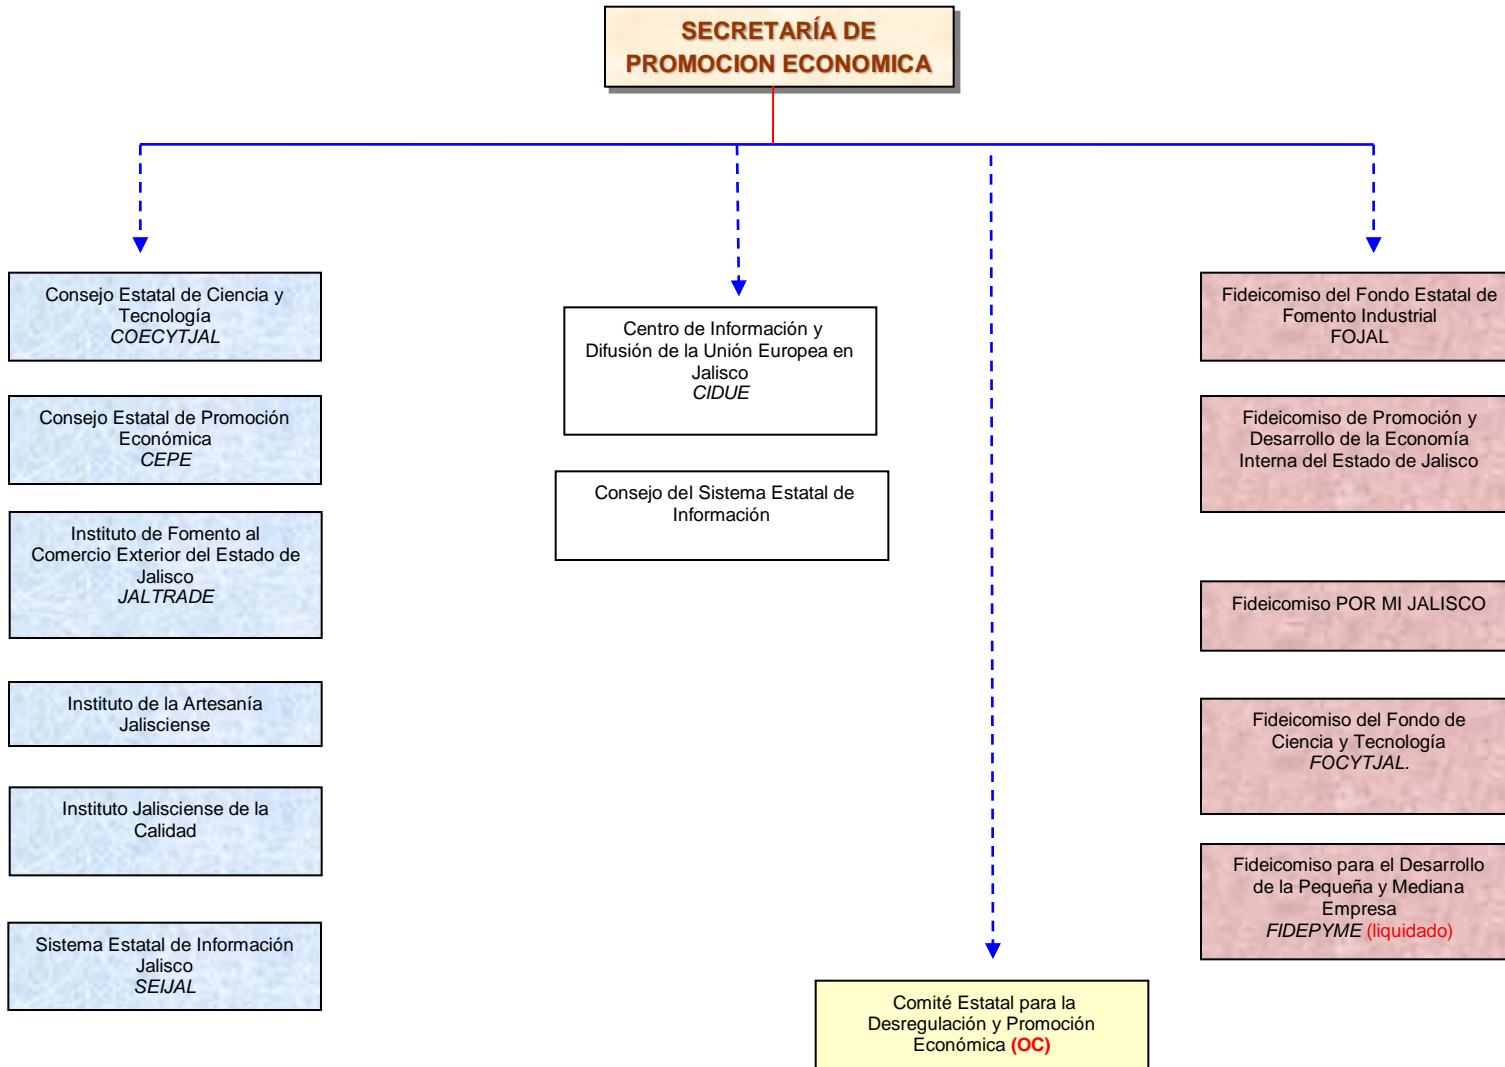 SECRETARÍA DE
PROMOCION ECONOMICA
Consejo Estatal de Ciencia y
Tecnología
COECYTJAL
Consejo Estatal de Promoción
Económica
CEPE
Instituto de Fomento al
Comercio Exterior del Estado de
Jalisco
JALTRADE
Instituto de la Artesanía
Jalisciense
Instituto Jalisciense de la
Calidad
Sistema Estatal de Información
Jalisco
SEIJAL
Centro de Información y
Difusión de la Unión Europea en
Jalisco
CIDUE
Consejo del Sistema Estatal de
Información
Comité Estatal para la
Desregulación y Promoción
Económica (OC)
Fideicomiso del Fondo Estatal de
Fomento Industrial
FOJAL
Fideicomiso de Promoción y
Desarrollo de la Economía
Interna del Estado de Jalisco
Fideicomiso POR MI JALISCO
Fideicomiso del Fondo de
Ciencia y Tecnología
FOCYTJAL.
Fideicomiso para el Desarrollo
de la Pequeña y Mediana
Empresa
FIDEPYME (liquidado)